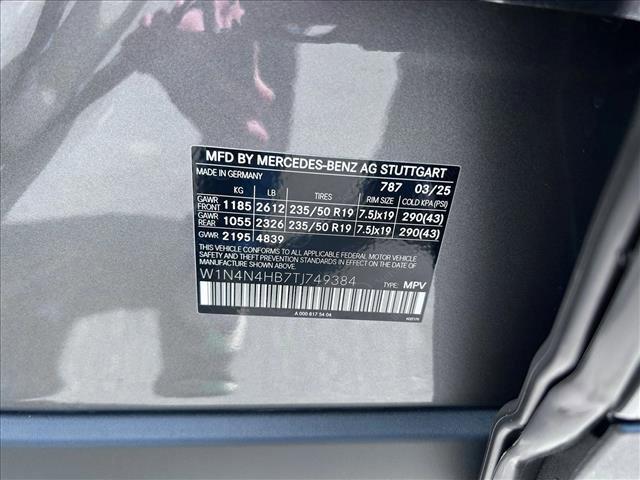 MFD BY MERCEDES-BENZ AG STUTTGART
MADE IN GERMANY 787 03/25
KG LB TIRES RIM SIZE COLD KPA (PSI)
GAWR FRONT 1185 2612 235/50 R19 7.5Jx19 290(43)
GAWR REAR 1055 2326 235/50 R19 7.5Jx19 290(43)
GVWR 2195 4839
THIS VEHICLE CONFORMS TO ALL APPLICABLE FEDERAL MOTOR VEHICLE
SAFETY AND THEFT PREVENTION STANDARDS IN EFFECT ON THE DATE OF
MANUFACTURE SHOWN ABOVE.
W1N4N4HB7TJ749384 TYPE: MPV
A 000 817 54 04